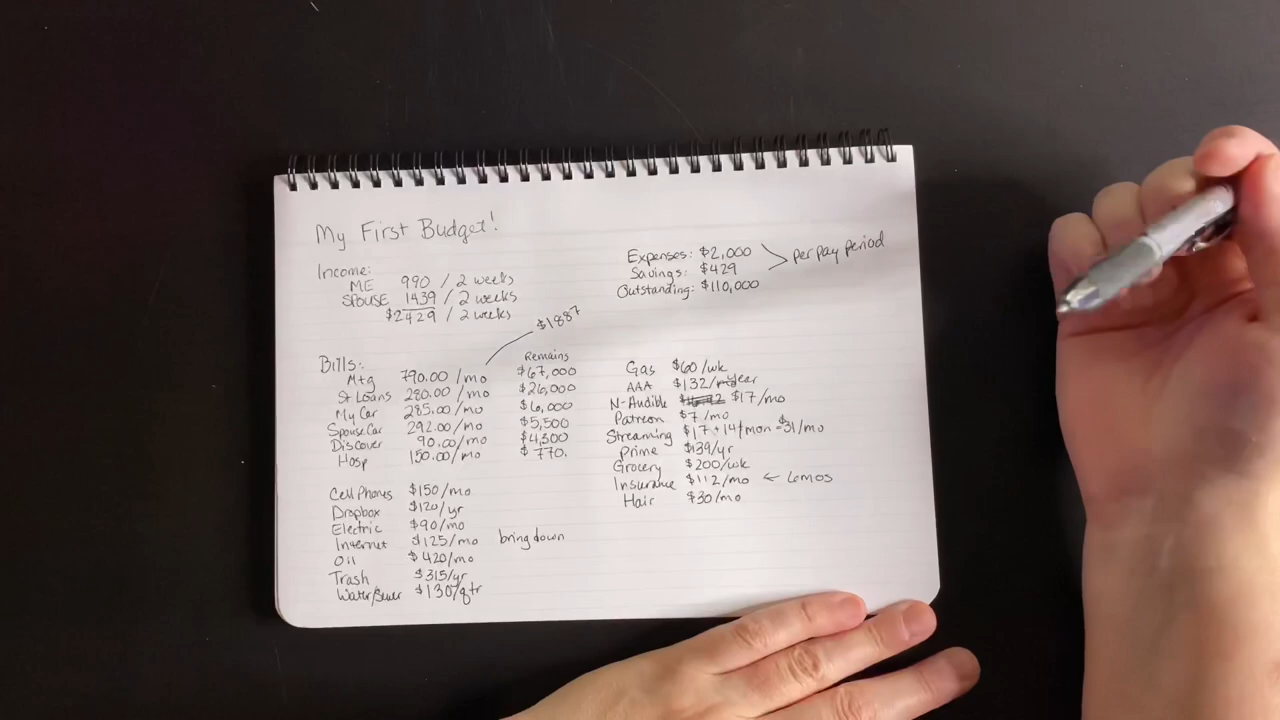 My First Budget!
Income:
ME 990 / 2 weeks
SPOUSE 1439 / 2 weeks
$2429 / 2 weeks
Expenses: $2,000
Savings: $429
Outstanding: $110,000
per pay period
$1887
Bills: Remains
Mtg 790.00 /mo $67,000
St Loans 280.00 /mo $26,000
My Car 285.00 /mo $6,000
Spouse Car 292.00 /mo $5,500
Discover 90.00/mo $4,300
Hosp 150.00/mo $770.
Cell Phones $150/mo
Dropbox $120/yr
Electric $90/mo
Internet $125/mo bring down
Oil $420/mo
Trash $315/yr
Water/Sewer $130/qtr
Gas $60/wk
AAA $132/year
N-Audible $17/mo
Patreon $7/mo
Streaming $17+14/mon = $31/mo
Prime $139/yr
Grocery $200/wk
Insurance $112/mo ← 6mos
Hair $30/mo